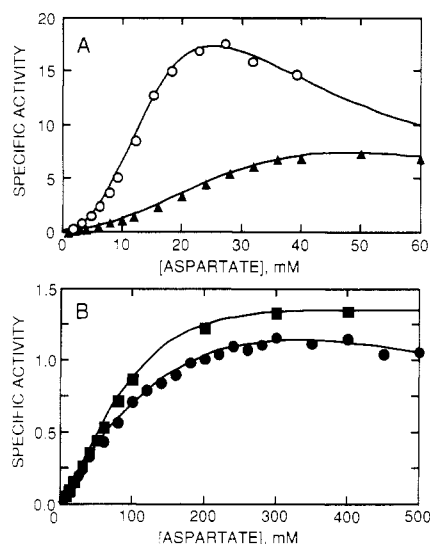 A
SPECIFIC ACTIVITY
20
15
10
5
0
0 10 20 30 40 50 60
[ASPARTATE], mM
B
SPECIFIC ACTIVITY
1.5
1.0
0.5
0.0
0 100 200 300 400 500
[ASPARTATE], mM